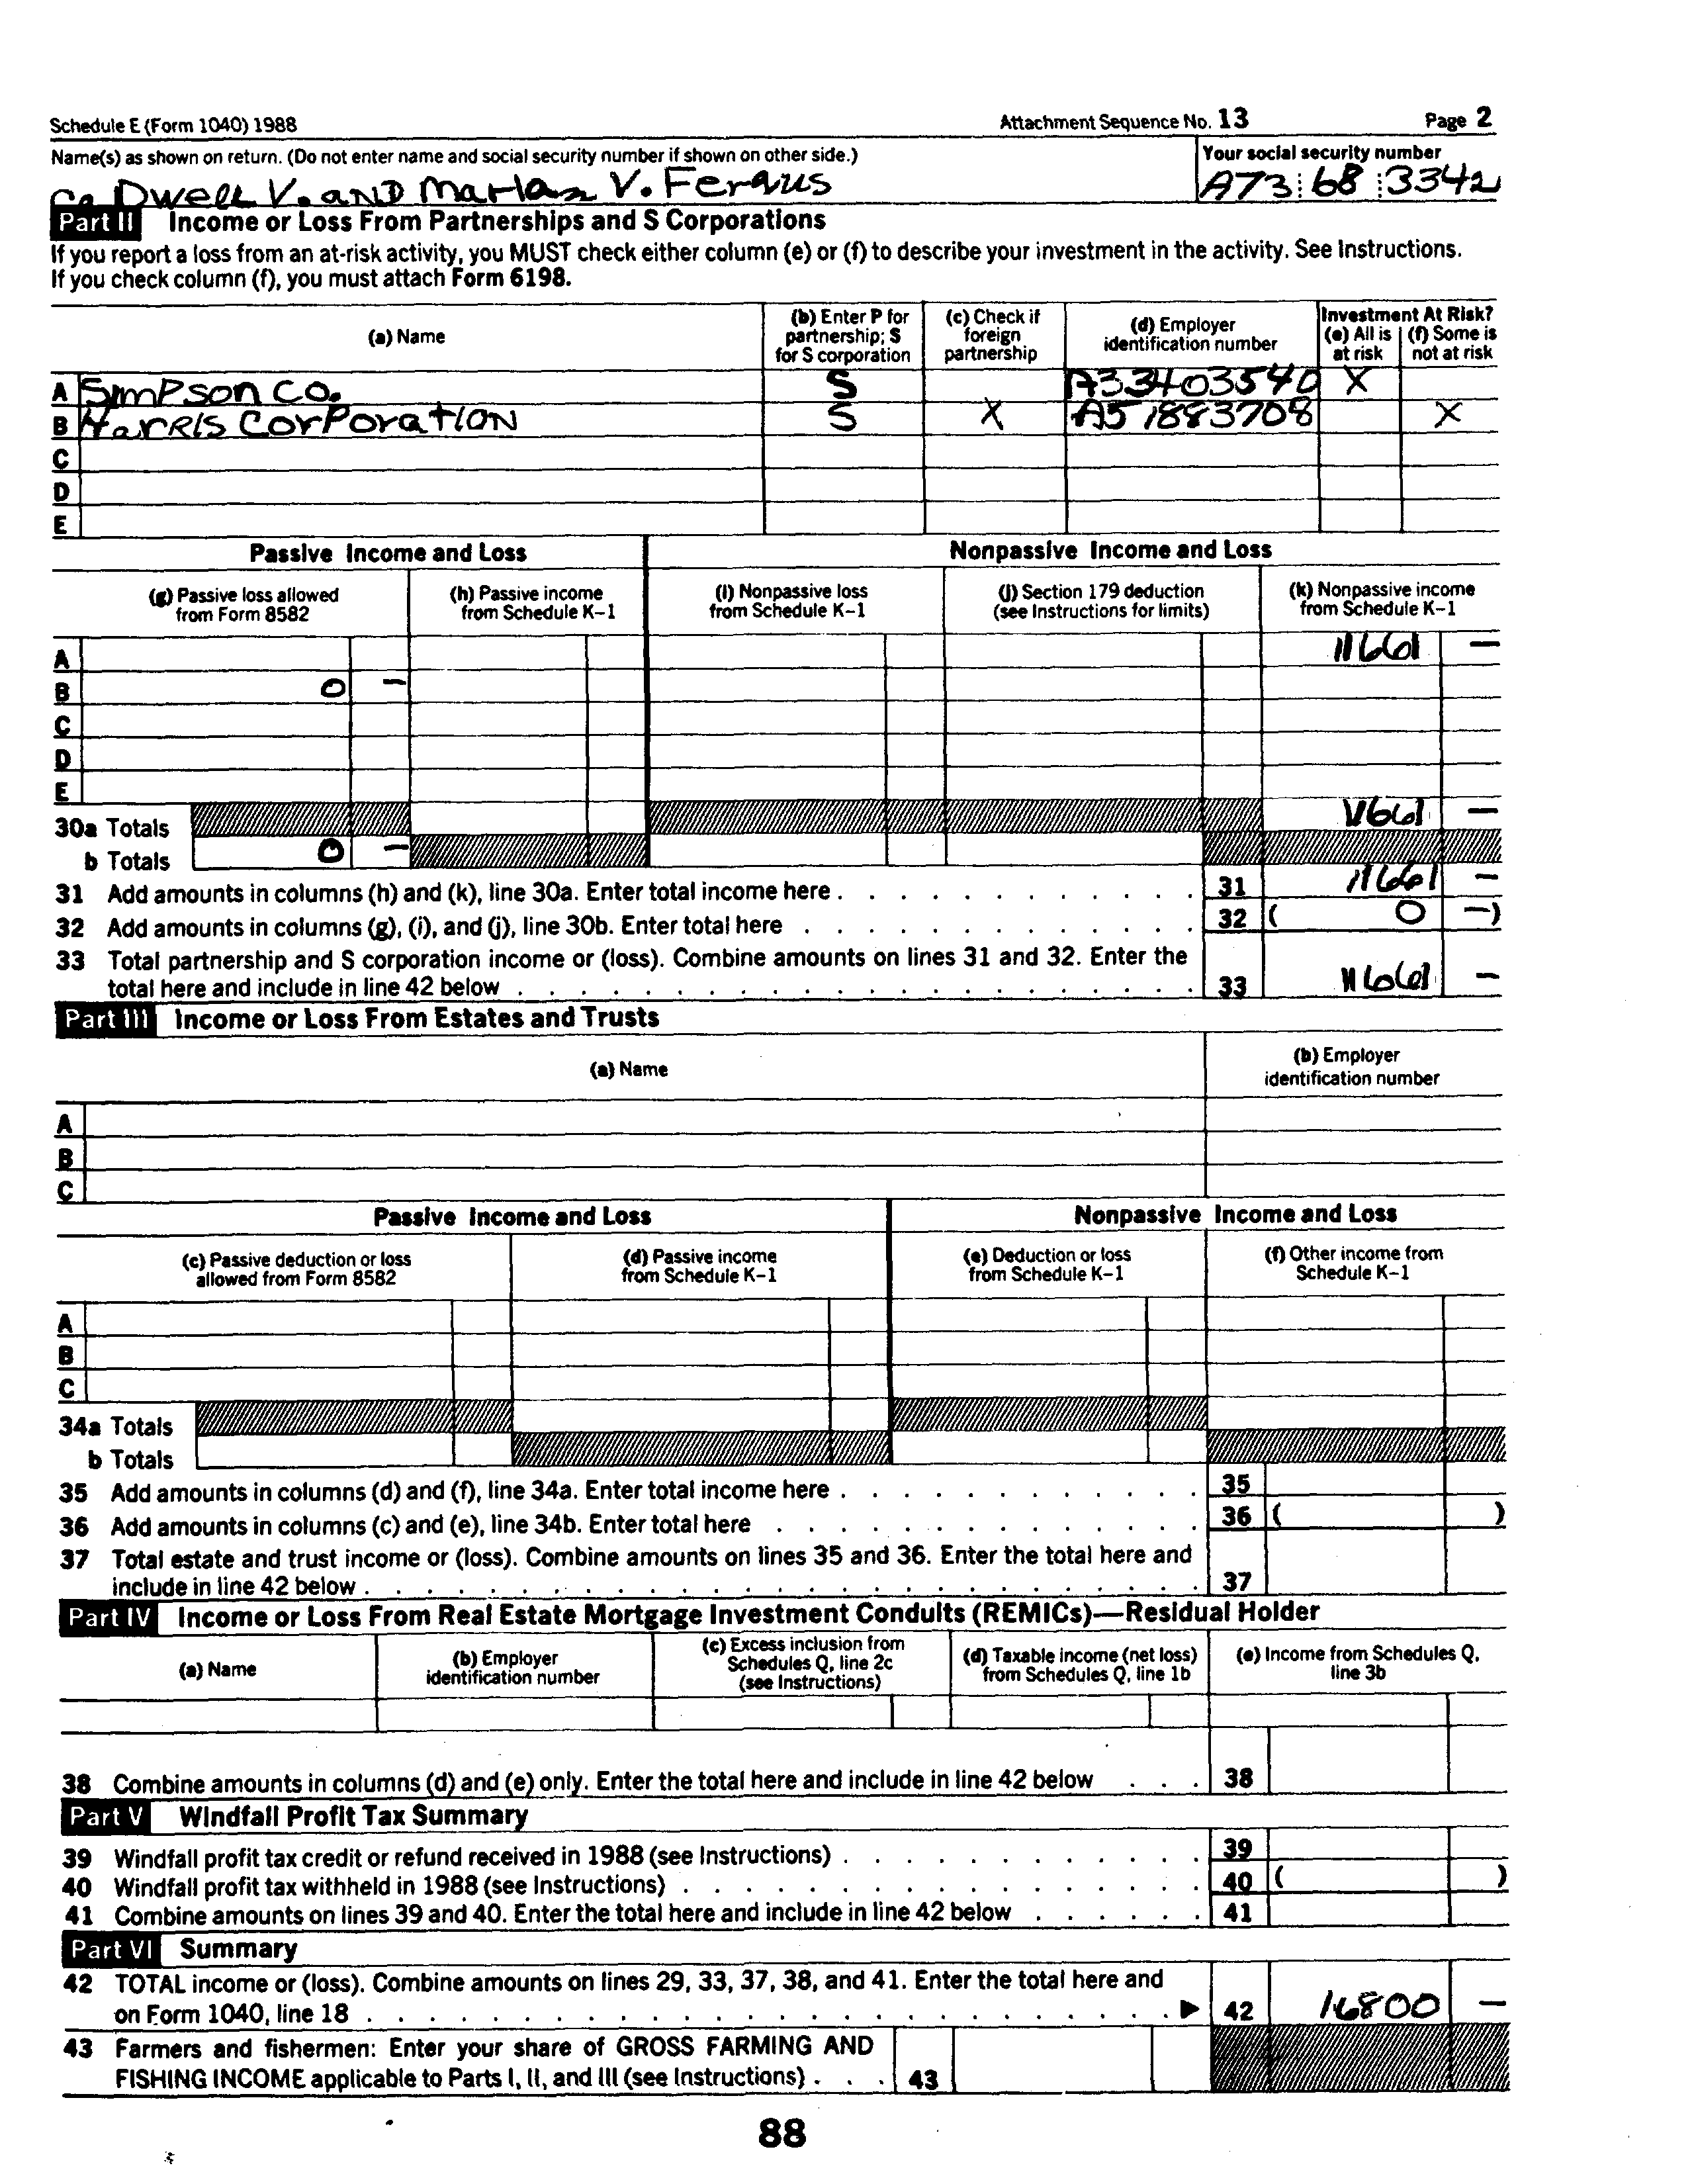 Schedule E (Form 1040) 1988 Attachment Sequence No. 13 Page 2
Name(s) as shown on return. (Do not enter name and social security number if shown on other side.) Your social security number
Dwell V. and V. Fergus A73 68 3342
Part II Income or Loss From Partnerships and S Corporations
If you report a loss from an at-risk activity, you MUST check either column (e) or (f) to describe your investment in the activity. See Instructions.
If you check column (f), you must attach Form 6198.
(a) Name (b) Enter P for partnership; S for S corporation (c) Check if foreign partnership (d) Employer identification number Investment At Risk? (e) All is at risk (f) Some is not at risk
A Simpson Co. S A33403540 X
B Harris Corporation S X A51883708 X
C
D
E
Passive Income and Loss Nonpassive Income and Loss
(g) Passive loss allowed from Form 8582 (h) Passive income from Schedule K–1 (i) Nonpassive loss from Schedule K–1 (j) Section 179 deduction (see Instructions for limits) (k) Nonpassive income from Schedule K–1
A 11661 —
B 0 —
C
D
E
30a Totals 11661 —
b Totals 0 —
31 Add amounts in columns (h) and (k), line 30a. Enter total income here . . . 31 11661 —
32 Add amounts in columns (g), (i), and (j), line 30b. Enter total here . . . 32 ( 0 —)
33 Total partnership and S corporation income or (loss). Combine amounts on lines 31 and 32. Enter the
total here and include in line 42 below . . . 33 11661 —
Part III Income or Loss From Estates and Trusts
(a) Name (b) Employer identification number
A
B
C
Passive Income and Loss Nonpassive Income and Loss
(c) Passive deduction or loss allowed from Form 8582 (d) Passive income from Schedule K–1 (e) Deduction or loss from Schedule K–1 (f) Other income from Schedule K–1
A
B
C
34a Totals
b Totals
35 Add amounts in columns (d) and (f), line 34a. Enter total income here . . . 35
36 Add amounts in columns (c) and (e), line 34b. Enter total here . . . 36 ( )
37 Total estate and trust income or (loss). Combine amounts on lines 35 and 36. Enter the total here and
include in line 42 below . . . 37
Part IV Income or Loss From Real Estate Mortgage Investment Conduits (REMICs)—Residual Holder
(a) Name (b) Employer identification number (c) Excess inclusion from Schedules Q, line 2c (see Instructions) (d) Taxable income (net loss) from Schedules Q, line 1b (e) Income from Schedules Q, line 3b
38 Combine amounts in columns (d) and (e) only. Enter the total here and include in line 42 below . . . 38
Part V Windfall Profit Tax Summary
39 Windfall profit tax credit or refund received in 1988 (see Instructions) . . . 39
40 Windfall profit tax withheld in 1988 (see Instructions) . . . 40 ( )
41 Combine amounts on lines 39 and 40. Enter the total here and include in line 42 below . . . 41
Part VI Summary
42 TOTAL income or (loss). Combine amounts on lines 29, 33, 37, 38, and 41. Enter the total here and
on Form 1040, line 18 . . . ▶ 42 16800 —
43 Farmers and fishermen: Enter your share of GROSS FARMING AND
FISHING INCOME applicable to Parts I, II, and III (see Instructions) . . . 43
88